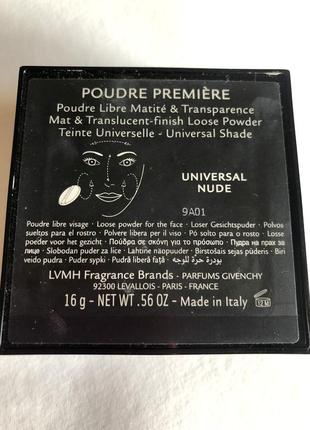 POUDRE PREMIÈRE
Poudre Libre Matité & Transparence
Mat & Translucent-finish Loose Powder
Teinte Universelle - Universal Shade
UNIVERSAL
NUDE
9A01
Poudre libre visage - Loose powder for the face - Loser Gesichtspuder - Polvos
sueltos para el rostro - Polvere libera per il viso - Pó solto para o rosto - Losse
poeder voor het gezicht - Πούδρα σε σκόνη για το πρόσωπο - Пудра на прах за
лице - Slobodan puder za lice - Lahtine näopuuder - Birstošais sejas pūderis - Biri
veido pudra - Puder sypki - Pudră liberă față - بودرة حرة للوجه
LVMH Fragrance Brands - PARFUMS GIVENCHY
92300 LEVALLOIS - PARIS - FRANCE
16 g - NET WT .56 OZ - Made in Italy
12 M